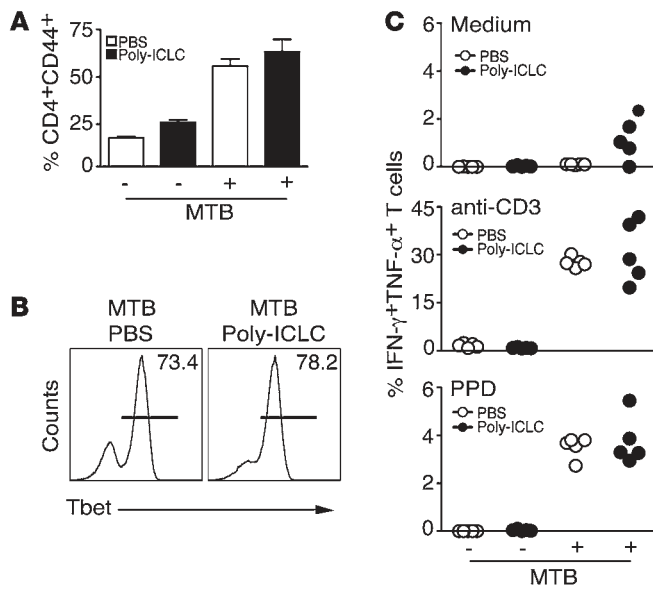 A
% CD4+CD44+
75
50
25
0
PBS
Poly-ICLC
- - + +
MTB
B
MTB MTB
PBS Poly-ICLC
73.4 78.2
Counts
Tbet
C
% IFN-γ+TNF-α+ T cells
Medium
6
4
2
0
PBS
Poly-ICLC
anti-CD3
45
30
15
0
PBS
Poly-ICLC
PPD
6
4
2
0
PBS
Poly-ICLC
- - + +
MTB